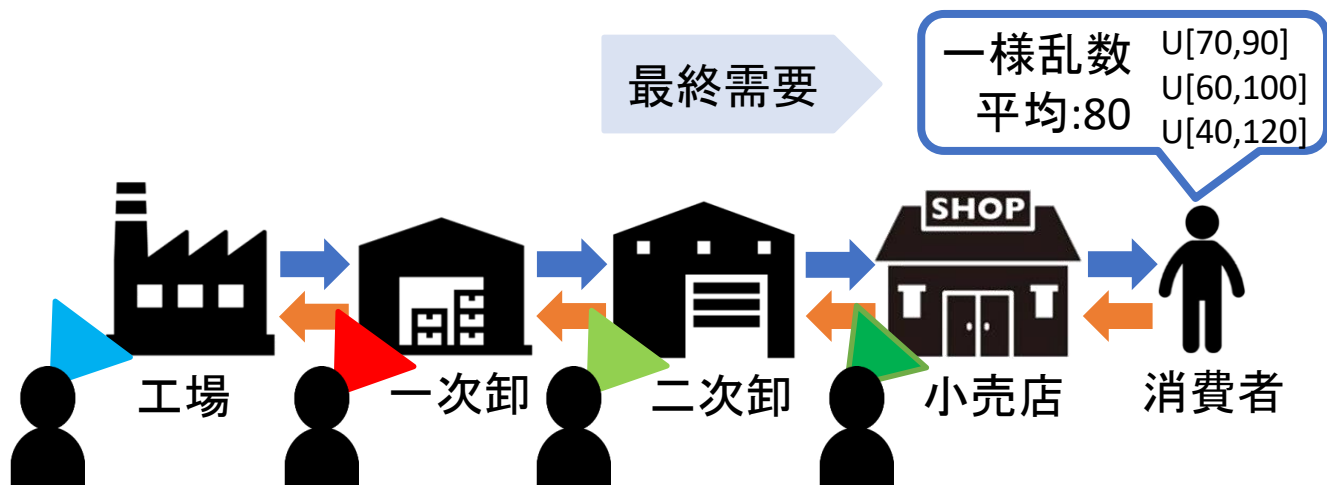 最終需要
一様乱数
平均:80
U[70,90]
U[60,100]
U[40,120]
SHOP
工場
一次卸
二次卸
小売店
消費者